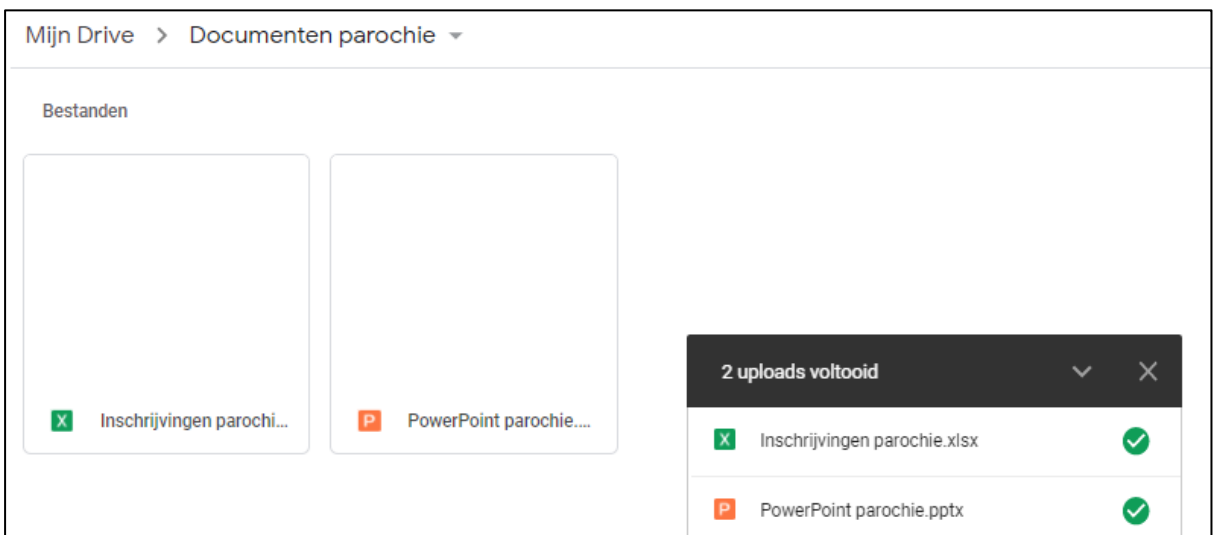 Mijn Drive > Documenten parochie
Bestanden
X Inschrijvingen parochi...
P PowerPoint parochie....
2 uploads voltooid
X Inschrijvingen parochie.xlsx
P PowerPoint parochie.pptx